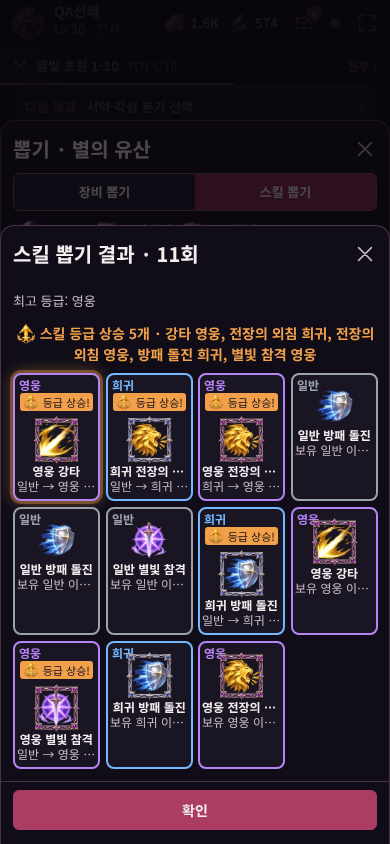 QA선배
Lv 30 · 전사 ·
1.6K
574
별빛 초원 1-10
처치 6/10
전투 ›
다음 목표 서약 각성 분기 선택 ›
뽑기 · 별의 유산
장비 뽑기
스킬 뽑기
스킬 뽑기 결과 · 11회
최고 등급: 영웅
스킬 등급 상승 5개 · 강타 영웅, 전장의 외침 희귀, 전장의
외침 영웅, 방패 돌진 희귀, 별빛 참격 영웅
영웅
등급 상승!
영웅 강타
일반 → 영웅 …
희귀
등급 상승!
희귀 전장의 …
일반 → 희귀 …
영웅
등급 상승!
영웅 전장의 …
희귀 → 영웅 …
일반
일반 방패 돌진
보유 일반 이…
일반
일반 방패 돌진
보유 일반 이…
일반
일반 별빛 참격
보유 일반 이…
희귀
등급 상승!
희귀 방패 돌진
일반 → 희귀 …
영웅
영웅 강타
보유 영웅 이…
영웅
등급 상승!
영웅 별빛 참격
일반 → 영웅 …
희귀
희귀 방패 돌진
보유 희귀 이…
영웅
영웅 전장의 …
보유 영웅 이…
확인